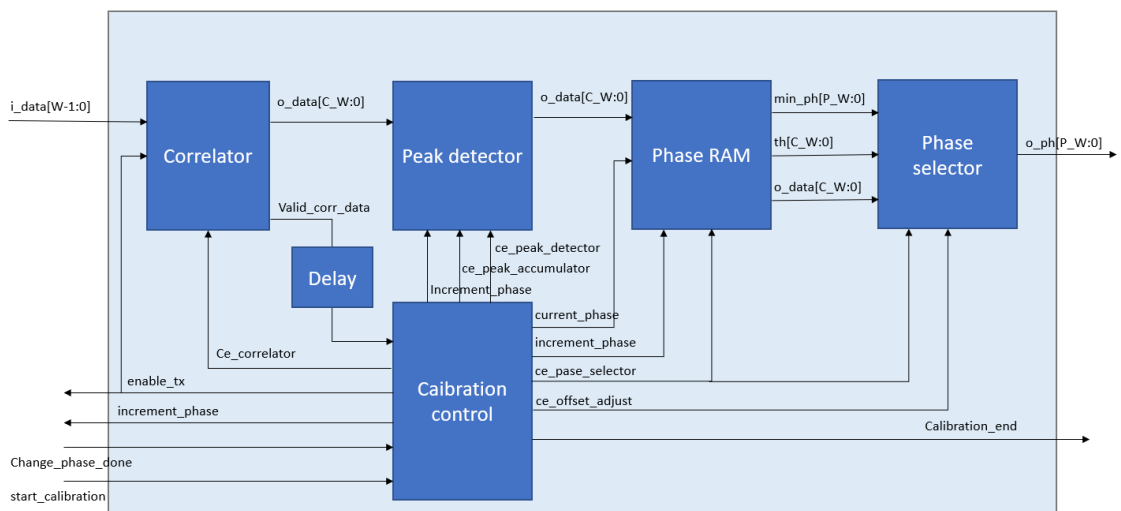 i_data[W-1:0]
Correlator
o_data[C_W:0]
Peak detector
o_data[C_W:0]
Phase RAM
min_ph[P_W:0]
th[C_W:0]
o_data[C_W:0]
Phase
selector
o_ph[P_W:0]
Valid_corr_data
Delay
ce_peak_detector
ce_peak_accumulator
Increment_phase
current_phase
increment_phase
ce_pase_selector
ce_offset_adjust
Ce_correlator
Caibration
control
enable_tx
increment_phase
Change_phase_done
start_calibration
Calibration_end